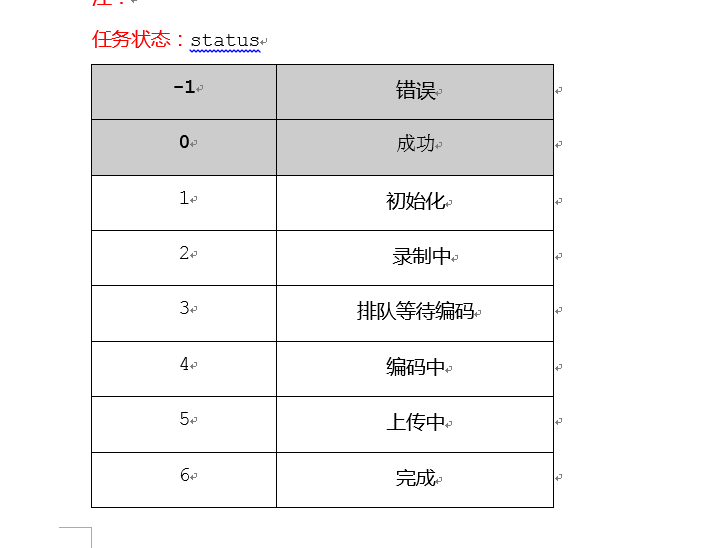 注：
任务状态：status
-1 错误
0 成功
1 初始化
2 录制中
3 排队等待编码
4 编码中
5 上传中
6 完成